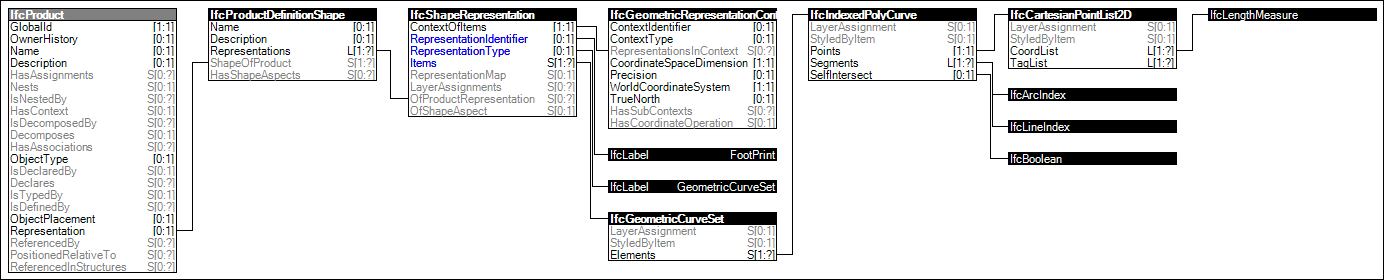 IfcProduct
GlobalId [1:1]
OwnerHistory [0:1]
Name [0:1]
Description [0:1]
HasAssignments S[0:?]
Nests S[0:1]
IsNestedBy S[0:?]
HasContext S[0:1]
IsDecomposedBy S[0:?]
Decomposes S[0:1]
HasAssociations S[0:?]
ObjectType [0:1]
IsDeclaredBy S[0:1]
Declares S[0:?]
IsTypedBy S[0:1]
IsDefinedBy S[0:?]
ObjectPlacement [0:1]
Representation [0:1]
ReferencedBy S[0:?]
PositionedRelativeTo S[0:?]
ReferencedInStructures S[0:?]
IfcProductDefinitionShape
Name [0:1]
Description [0:1]
Representations L[1:?]
ShapeOfProduct S[1:?]
HasShapeAspects S[0:?]
IfcShapeRepresentation
ContextOfItems [1:1]
RepresentationIdentifier [0:1]
RepresentationType [0:1]
Items S[1:?]
RepresentationMap S[0:1]
LayerAssignments S[0:?]
OfProductRepresentation S[0:?]
OfShapeAspect S[0:1]
IfcGeometricRepresentationCont
ContextIdentifier [0:1]
ContextType [0:1]
RepresentationsInContext S[0:?]
CoordinateSpaceDimension [1:1]
Precision [0:1]
WorldCoordinateSystem [1:1]
TrueNorth [0:1]
HasSubContexts S[0:?]
HasCoordinateOperation S[0:1]
IfcLabel FootPrint
IfcLabel GeometricCurveSet
IfcGeometricCurveSet
LayerAssignment S[0:1]
StyledByItem S[0:1]
Elements S[1:?]
IfcIndexedPolyCurve
LayerAssignment S[0:1]
StyledByItem S[0:1]
Points [1:1]
Segments L[1:?]
SelfIntersect [0:1]
IfcCartesianPointList2D
LayerAssignment S[0:1]
StyledByItem S[0:1]
CoordList L[1:?]
TagList L[1:?]
IfcArcIndex
IfcLineIndex
IfcBoolean
IfcLengthMeasure